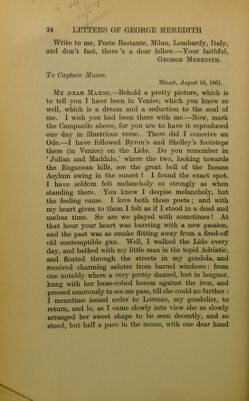 34 LETTERS OF GEORGE MEREDITH
Write to me, Poste Restante, Milan, Lombardy, Italy,
and don't fast, there 's a dear fellow.—Your faithful,
GEORGE MEREDITH.
To Captain Maxse.
MILAN, August 16, 1861.
MY DEAR MAXSE,—Behold a pretty picture, which is
to tell you I have been in Venice, which you know so
well, which is a dream and a seduction to the soul of
me. I wish you had been there with me.—Now, mark
the Campanile above, for you are to have it reproduced
one day in illustrious verse. There did I conceive an
Ode.—I have followed Byron's and Shelley's footsteps
there (in Venice) on the Lido. Do you remember in
'Julian and Maddalo,' where the two, looking towards
the Euganean hills, see the great bell of the Insane
Asylum swing in the sunset? I found the exact spot.
I have seldom felt melancholy so strongly as when
standing there. You know I despise melancholy, but
the feeling came. I love both those poets; and with
my heart given to them I felt as if I stood in a dead and
useless time. So are we played with sometimes! At
that hour your heart was bursting with a new passion,
and the past was as smoke flitting away from a fired-off
old contemptible gun. Well, I walked the Lido every
day, and bathed with my little man in the tepid Adriatic,
and floated through the streets in my gondola, and
received charming salutes from barred windows: from
one notably where a very pretty damsel, lost in languor,
hung with her loose-robed bosom against the iron, and
pressed amorously to see me pass, till she could no further:
I meantime issued order to Lorenzo, my gondolier, to
return, and lo, as I came slowly into view she as slowly
arranged her sweet shape to be seen decently, and so
stood, but half a pace in the recess, with one dear hand